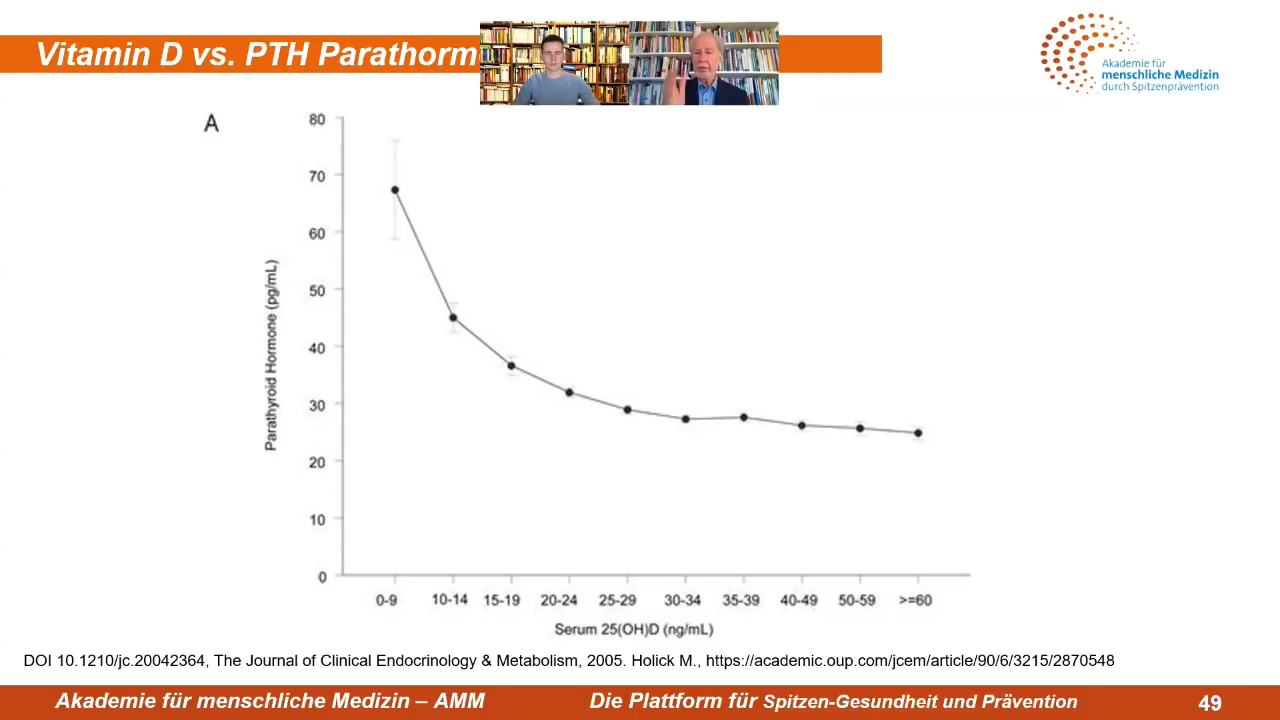 Vitamin D vs. PTH Parathorm
Akademie für
menschliche Medizin
durch Spitzenprävention
A
80
70
60
50
40
30
20
10
0
Parathyroid Hormone (pg/mL)
0-9 10-14 15-19 20-24 25-29 30-34 35-39 40-49 50-59 >=60
Serum 25(OH)D (ng/mL)
DOI 10.1210/jc.20042364, The Journal of Clinical Endocrinology & Metabolism, 2005. Holick M., https://academic.oup.com/jcem/article/90/6/3215/2870548
Akademie für menschliche Medizin – AMM Die Plattform für Spitzen-Gesundheit und Prävention 49